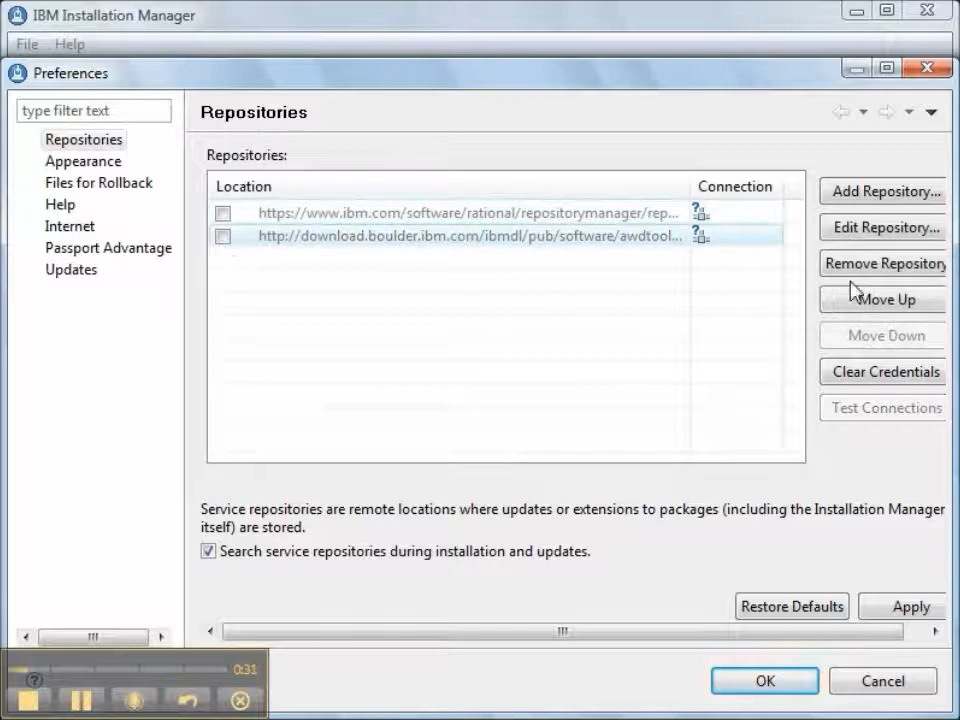 IBM Installation Manager
File Help
Preferences
type filter text
Repositories
Appearance
Files for Rollback
Help
Internet
Passport Advantage
Updates
Repositories
Repositories:
Location Connection
https://www.ibm.com/software/rational/repositorymanager/rep...
http://download.boulder.ibm.com/ibmdl/pub/software/awdtool...
Add Repository...
Edit Repository...
Remove Repository
Move Up
Move Down
Clear Credentials
Test Connections
Service repositories are remote locations where updates or extensions to packages (including the Installation Manager
itself) are stored.
Search service repositories during installation and updates.
Restore Defaults Apply
0:31
OK Cancel